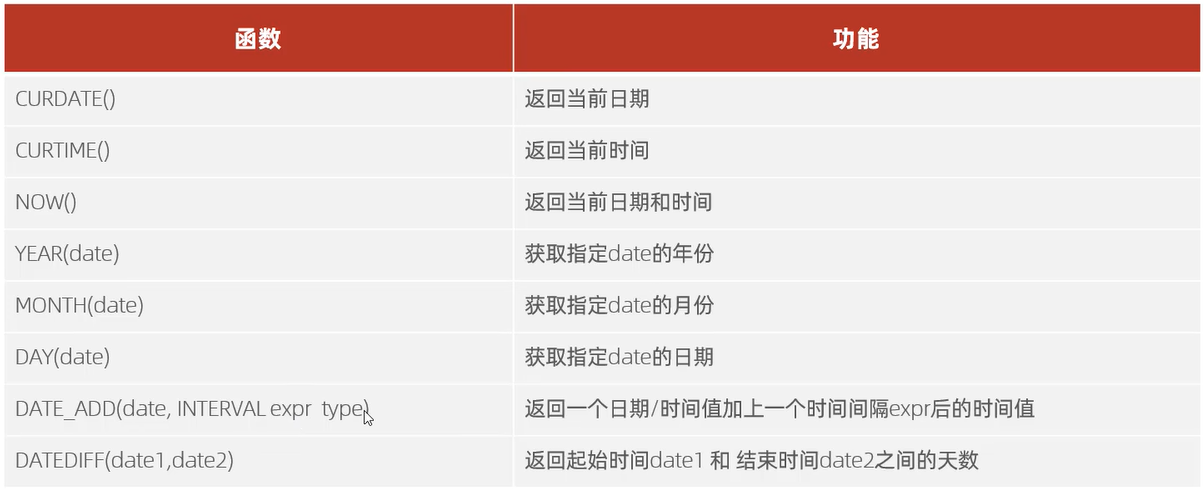 函数 功能
CURDATE() 返回当前日期
CURTIME() 返回当前时间
NOW() 返回当前日期和时间
YEAR(date) 获取指定date的年份
MONTH(date) 获取指定date的月份
DAY(date) 获取指定date的日期
DATE_ADD(date, INTERVAL expr type) 返回一个日期/时间值加上一个时间间隔expr后的时间值
DATEDIFF(date1,date2) 返回起始时间date1 和 结束时间date2之间的天数